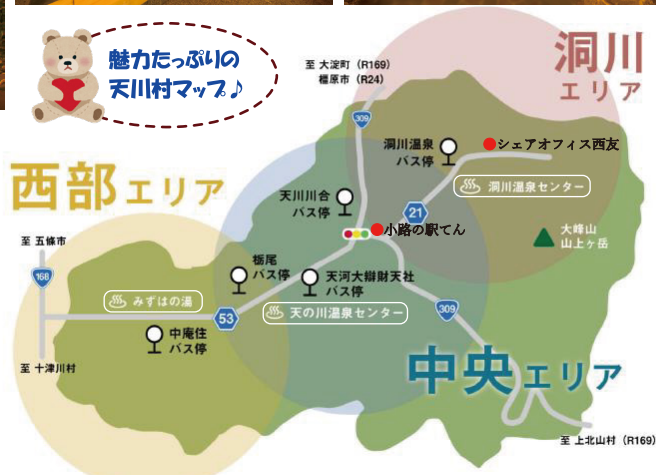 魅力たっぷりの
天川村マップ♪
至 大淀町（R169）
橿原市（R24）
洞川
エリア
309
洞川温泉
バス停
シェアオフィス西友
洞川温泉センター
西部エリア
天川川合
バス停
21
小路の駅てん
大峰山
山上ヶ岳
至 五條市
168
栃尾
バス停
天河大辯財天社
バス停
みずはの湯
53
天の川温泉センター
309
中庵住
バス停
中央エリア
至 十津川村
至 上北山村（R169）